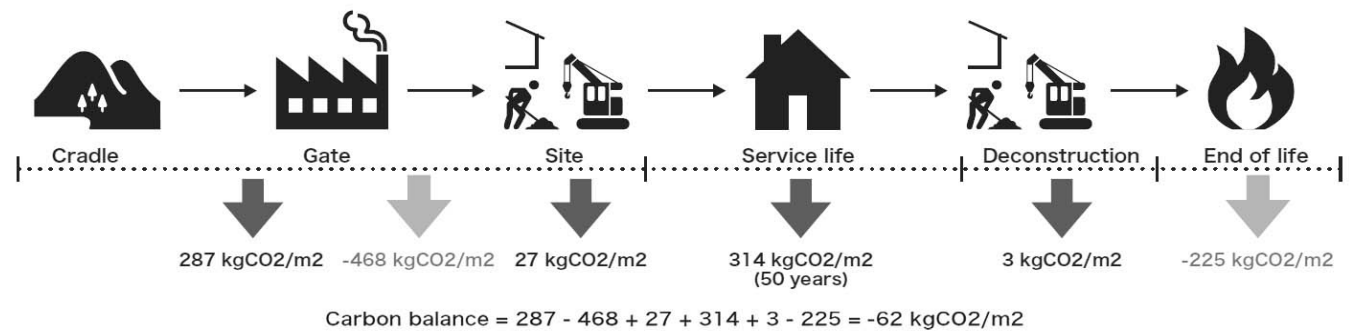 Cradle Gate Site Service life Deconstruction End of life
287 kgCO2/m2 -468 kgCO2/m2 27 kgCO2/m2 314 kgCO2/m2 3 kgCO2/m2 -225 kgCO2/m2
(50 years)
Carbon balance = 287 - 468 + 27 + 314 + 3 - 225 = -62 kgCO2/m2